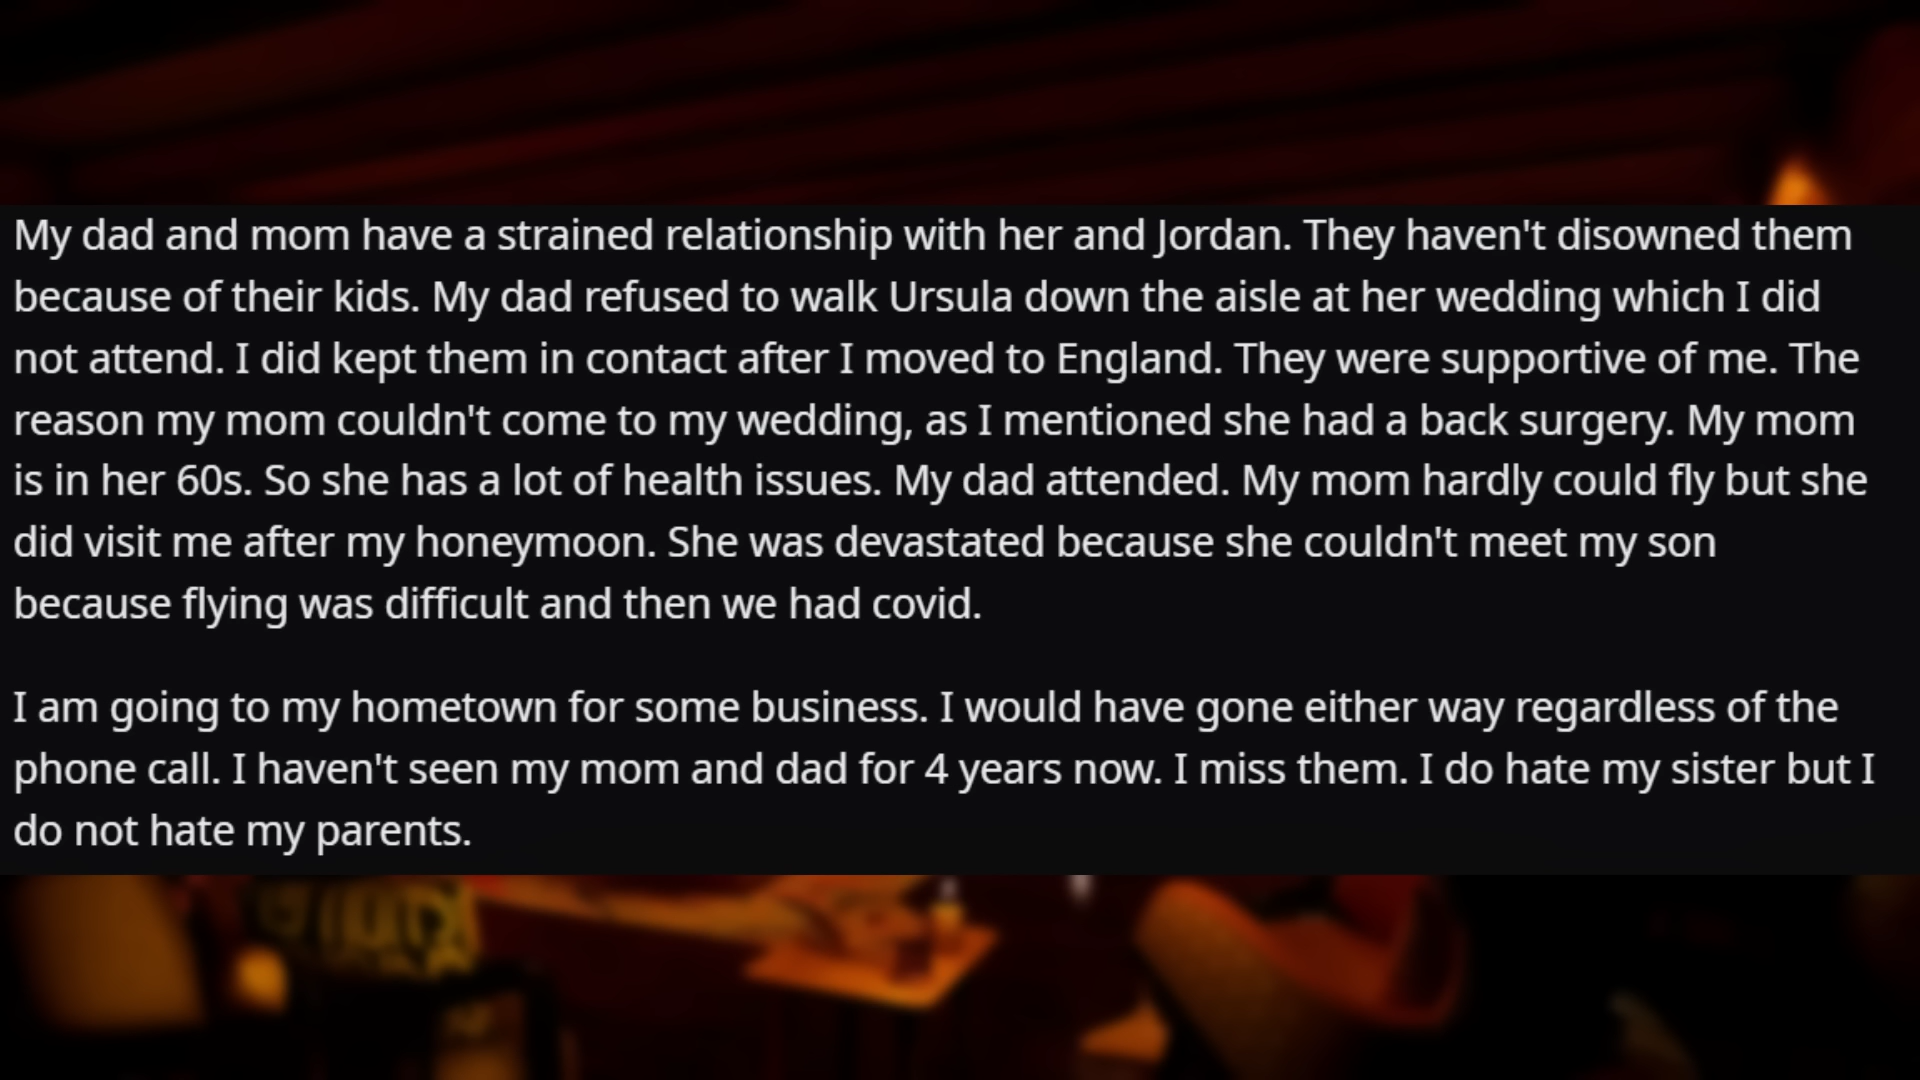 My dad and mom have a strained relationship with her and Jordan. They haven't disowned them
because of their kids. My dad refused to walk Ursula down the aisle at her wedding which I did
not attend. I did kept them in contact after I moved to England. They were supportive of me. The
reason my mom couldn't come to my wedding, as I mentioned she had a back surgery. My mom
is in her 60s. So she has a lot of health issues. My dad attended. My mom hardly could fly but she
did visit me after my honeymoon. She was devastated because she couldn't meet my son
because flying was difficult and then we had covid.
I am going to my hometown for some business. I would have gone either way regardless of the
phone call. I haven't seen my mom and dad for 4 years now. I miss them. I do hate my sister but I
do not hate my parents.